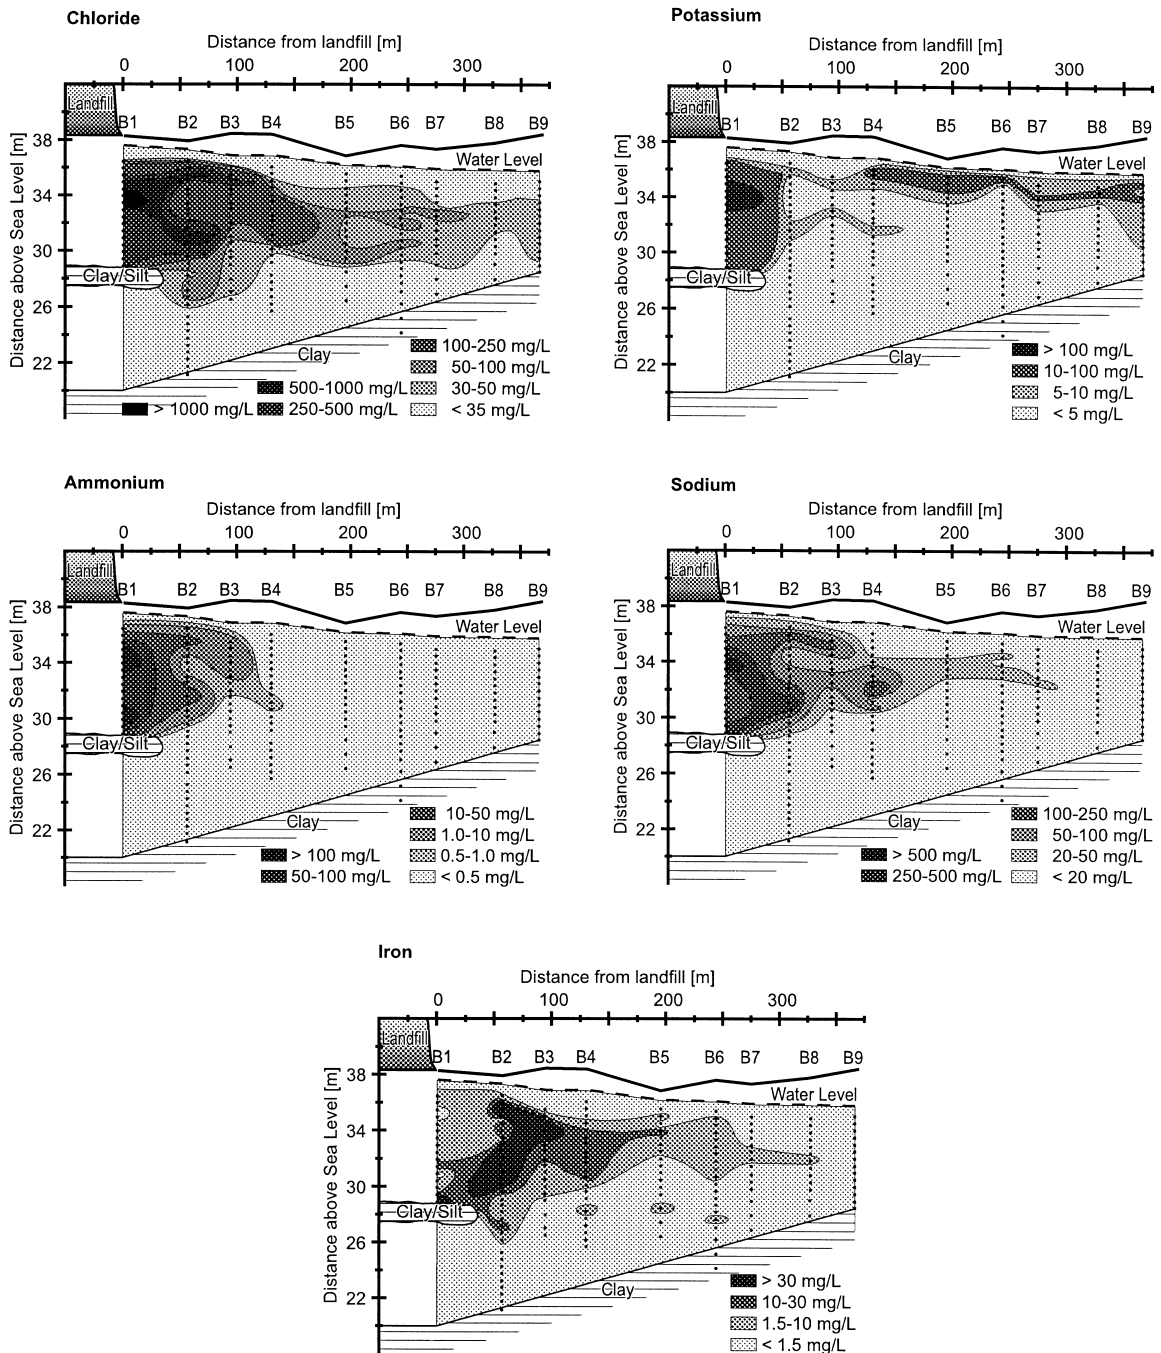 Chloride
Distance from landfill [m]
0 100 200 300
Landfill
B1 B2 B3 B4 B5 B6 B7 B8 B9
Water Level
Distance above Sea Level [m]
38
34
30
26
22
Clay/Silt
Clay
100-250 mg/L
50-100 mg/L
500-1000 mg/L 30-50 mg/L
> 1000 mg/L 250-500 mg/L < 35 mg/L
Potassium
Distance from landfill [m]
0 100 200 300
Landfill
B1 B2 B3 B4 B5 B6 B7 B8 B9
Water Level
Distance above Sea Level [m]
38
34
30
26
22
Clay/Silt
Clay
> 100 mg/L
10-100 mg/L
5-10 mg/L
< 5 mg/L
Ammonium
Distance from landfill [m]
0 100 200 300
Landfill
B1 B2 B3 B4 B5 B6 B7 B8 B9
Water Level
Distance above Sea Level [m]
38
34
30
26
22
Clay/Silt
Clay
10-50 mg/L
1.0-10 mg/L
> 100 mg/L 0.5-1.0 mg/L
50-100 mg/L < 0.5 mg/L
Sodium
Distance from landfill [m]
0 100 200 300
Landfill
B1 B2 B3 B4 B5 B6 B7 B8 B9
Water Level
Distance above Sea Level [m]
38
34
30
26
22
Clay/Silt
Clay
100-250 mg/L
50-100 mg/L
> 500 mg/L 20-50 mg/L
250-500 mg/L < 20 mg/L
Iron
Distance from landfill [m]
0 100 200 300
Landfill
B1 B2 B3 B4 B5 B6 B7 B8 B9
Water Level
Distance above Sea Level [m]
38
34
30
26
22
Clay/Silt
Clay
> 30 mg/L
10-30 mg/L
1.5-10 mg/L
< 1.5 mg/L